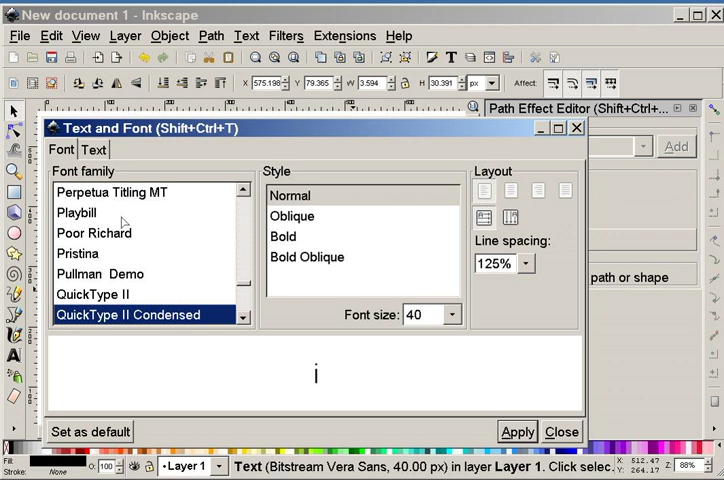 New document 1 - Inkscape
File Edit View Layer Object Path Text Filters Extensions Help
X 575.198 Y 79.365 W 3.594 H 30.391 px Affect:
Path Effect Editor (Shift+Ctrl+...
Text and Font (Shift+Ctrl+T)
Add
Font Text
Font family Style Layout
Perpetua Titling MT
Playbill
Poor Richard
Pristina
Pullman Demo
QuickType II
QuickType II Condensed
Normal
Oblique
Bold
Bold Oblique
Font size: 40
Line spacing:
125%
path or shape
i
Set as default Apply Close
Fill:
Stroke: None
O: 100
•Layer 1
Text (Bitstream Vera Sans, 40.00 px) in layer Layer 1. Click selec.
X: 512.47
Y: 264.17
Z: 88%